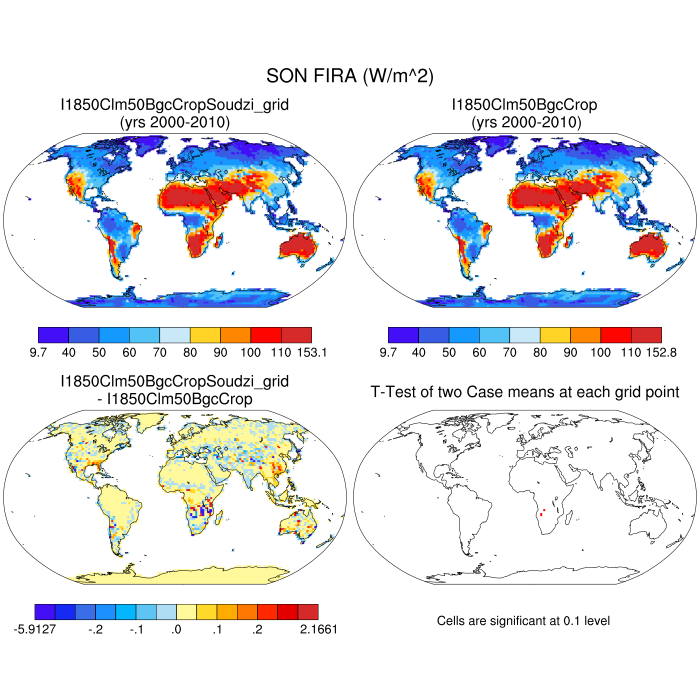 SON FIRA (W/m^2)
I1850Clm50BgcCropSoudzi_grid
(yrs 2000-2010)
I1850Clm50BgcCrop
(yrs 2000-2010)
9.7 40 50 60 70 80 90 100 110 153.1
9.7 40 50 60 70 80 90 100 110 152.8
I1850Clm50BgcCropSoudzi_grid
- I1850Clm50BgcCrop
T-Test of two Case means at each grid point
-5.9127 -.2 -.1 .0 .1 .2 2.1661
Cells are significant at 0.1 level